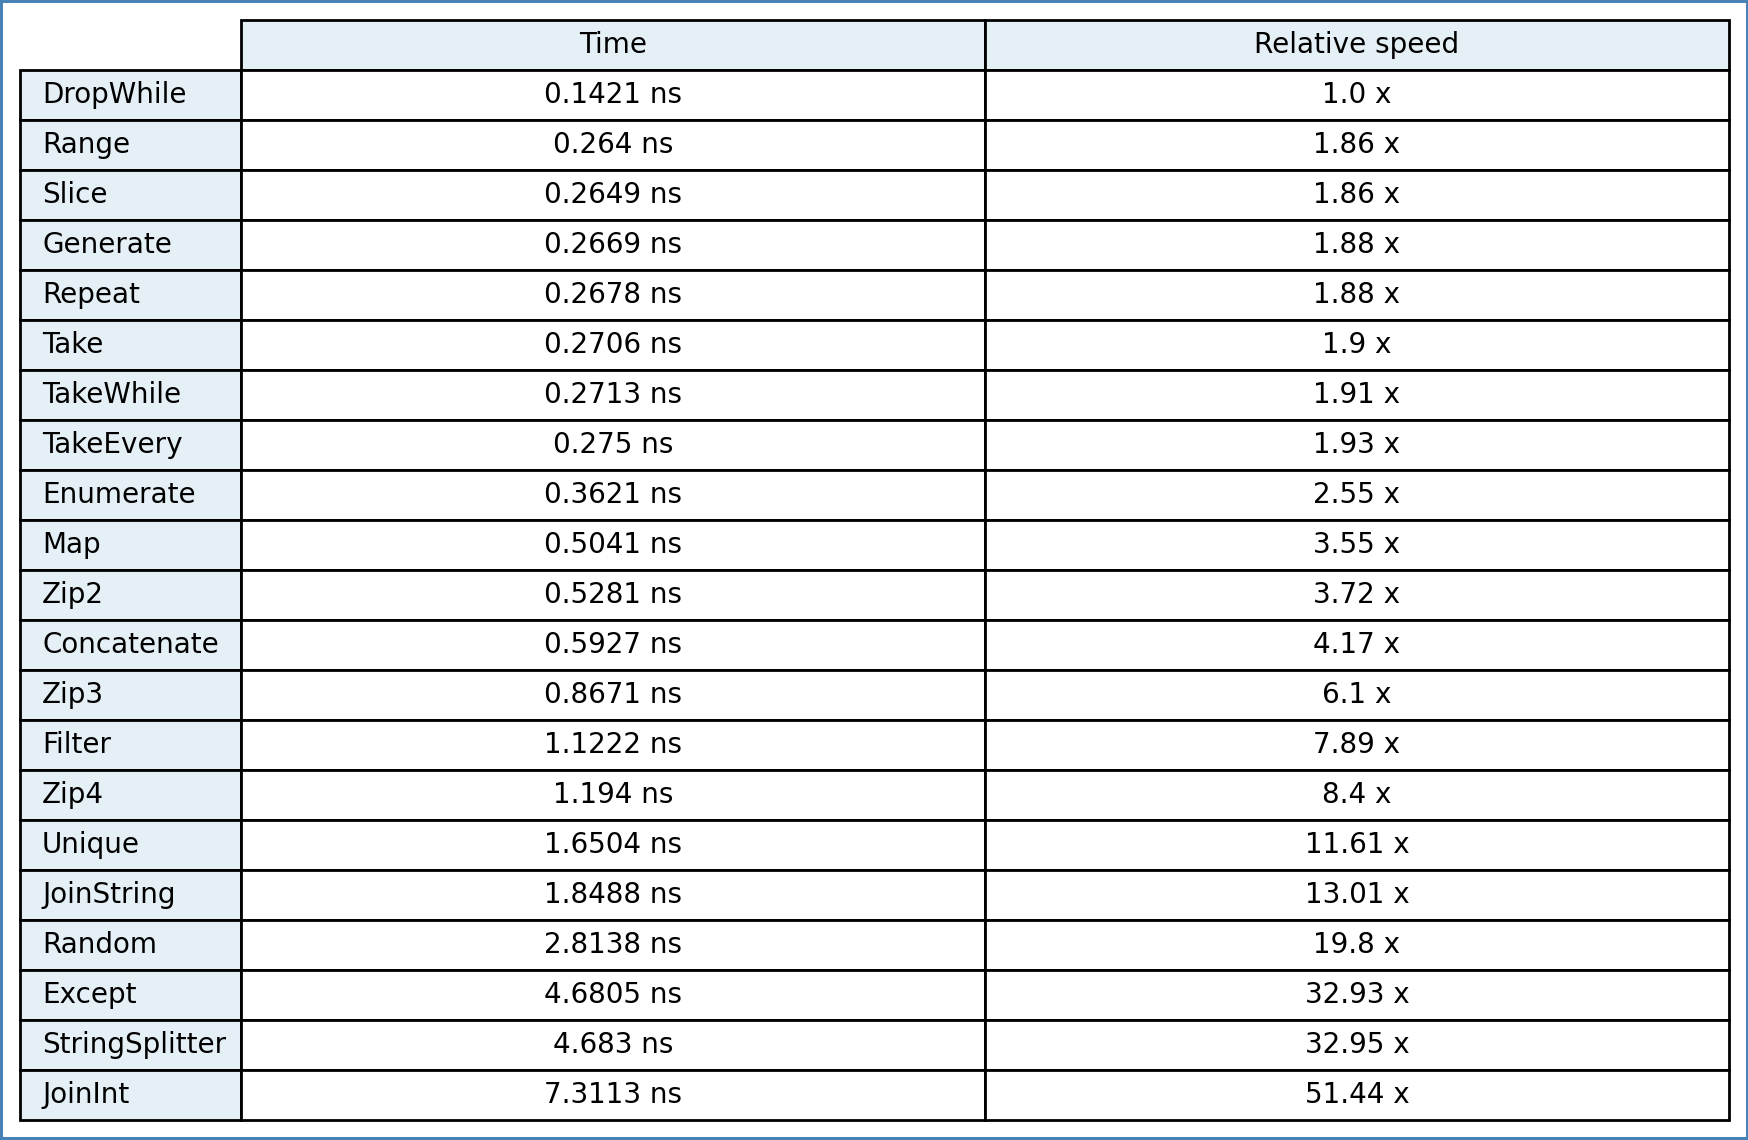 Time Relative speed
DropWhile 0.1421 ns 1.0 x
Range 0.264 ns 1.86 x
Slice 0.2649 ns 1.86 x
Generate 0.2669 ns 1.88 x
Repeat 0.2678 ns 1.88 x
Take 0.2706 ns 1.9 x
TakeWhile 0.2713 ns 1.91 x
TakeEvery 0.275 ns 1.93 x
Enumerate 0.3621 ns 2.55 x
Map 0.5041 ns 3.55 x
Zip2 0.5281 ns 3.72 x
Concatenate 0.5927 ns 4.17 x
Zip3 0.8671 ns 6.1 x
Filter 1.1222 ns 7.89 x
Zip4 1.194 ns 8.4 x
Unique 1.6504 ns 11.61 x
JoinString 1.8488 ns 13.01 x
Random 2.8138 ns 19.8 x
Except 4.6805 ns 32.93 x
StringSplitter 4.683 ns 32.95 x
JoinInt 7.3113 ns 51.44 x